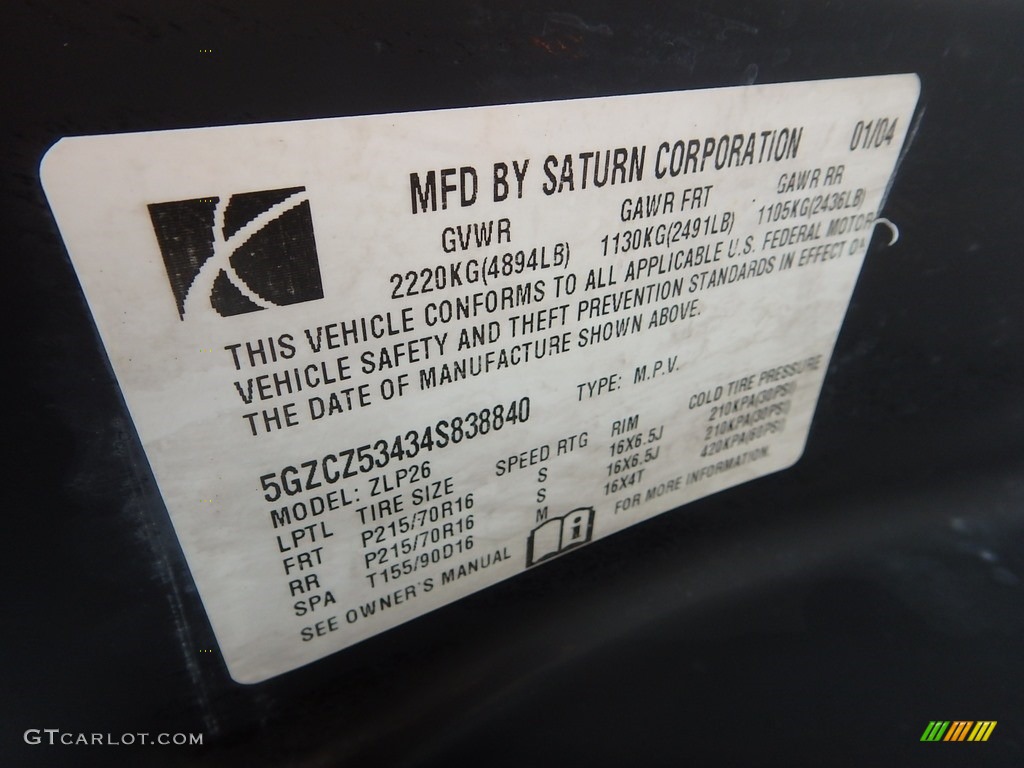 MFD BY SATURN CORPORATION 01/04
GVWR GAWR FRT GAWR RR
2220KG(4894LB) 1130KG(2491LB) 1105KG(2436LB)
THIS VEHICLE CONFORMS TO ALL APPLICABLE U.S. FEDERAL MOTOR
VEHICLE SAFETY AND THEFT PREVENTION STANDARDS IN EFFECT ON
THE DATE OF MANUFACTURE SHOWN ABOVE.
5GZCZ53434S838840 TYPE: M.P.V.
MODEL: ZLP26
LPTL TIRE SIZE SPEED RTG RIM COLD TIRE PRESSURE
FRT P215/70R16 S 16X6.5J 210KPA(30PSI)
RR P215/70R16 S 16X6.5J 210KPA(30PSI)
SPA T155/90D16 M 16X4T 420KPA(60PSI)
SEE OWNER'S MANUAL i FOR MORE INFORMATION.
GTCARLOT.COM